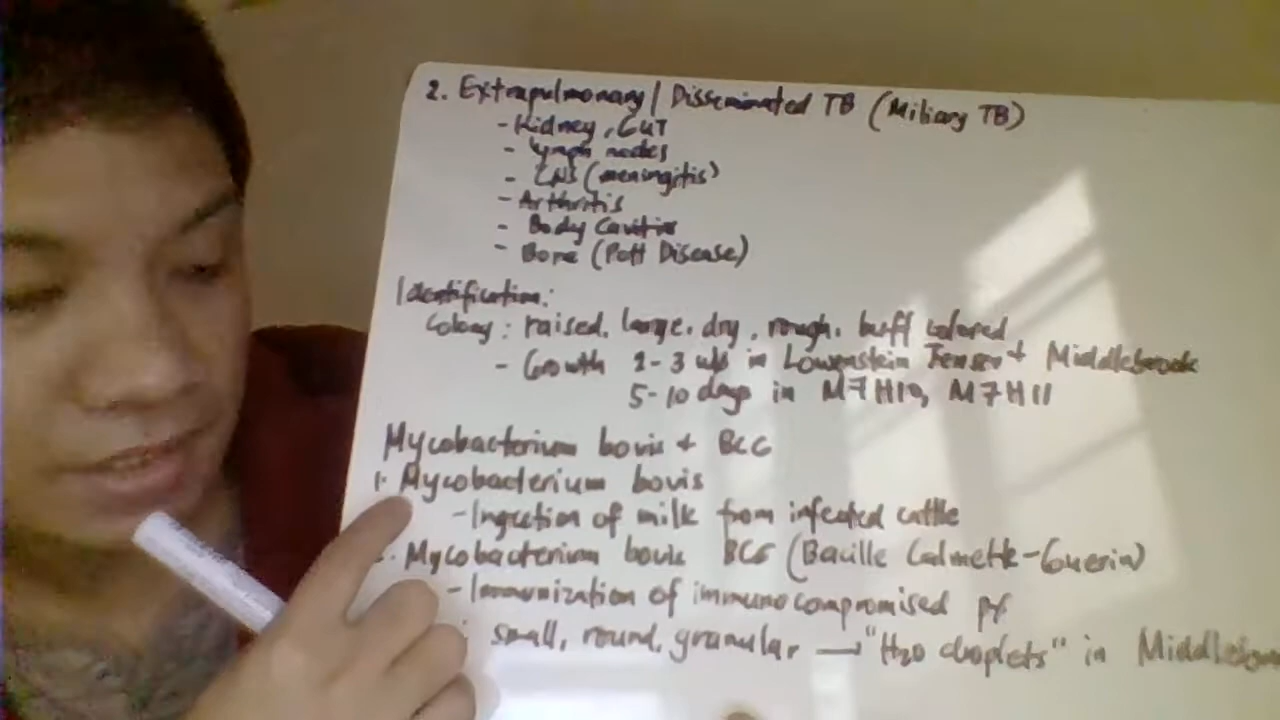 2. Extrapulmonary / Disseminated TB (Miliary TB)
- Kidney, GUT
- Lymph nodes
- CNS (meningitis)
- Arthritis
- Body Cavities
- Bone (Pott Disease)
Identification:
Colony: raised, large, dry, rough, buff colored
- Growth 2-3 wks in Lowenstein Jensen + Middlebrook
5-10 days in M7H10, M7H11
Mycobacterium bovis + BCG
1. Mycobacterium bovis
- Ingestion of milk from infected cattle
. Mycobacterium bovis BCG (Bacille Calmette-Guerin)
- Immunization of immunocompromised px
: small, round, granular → "H2O droplets" in